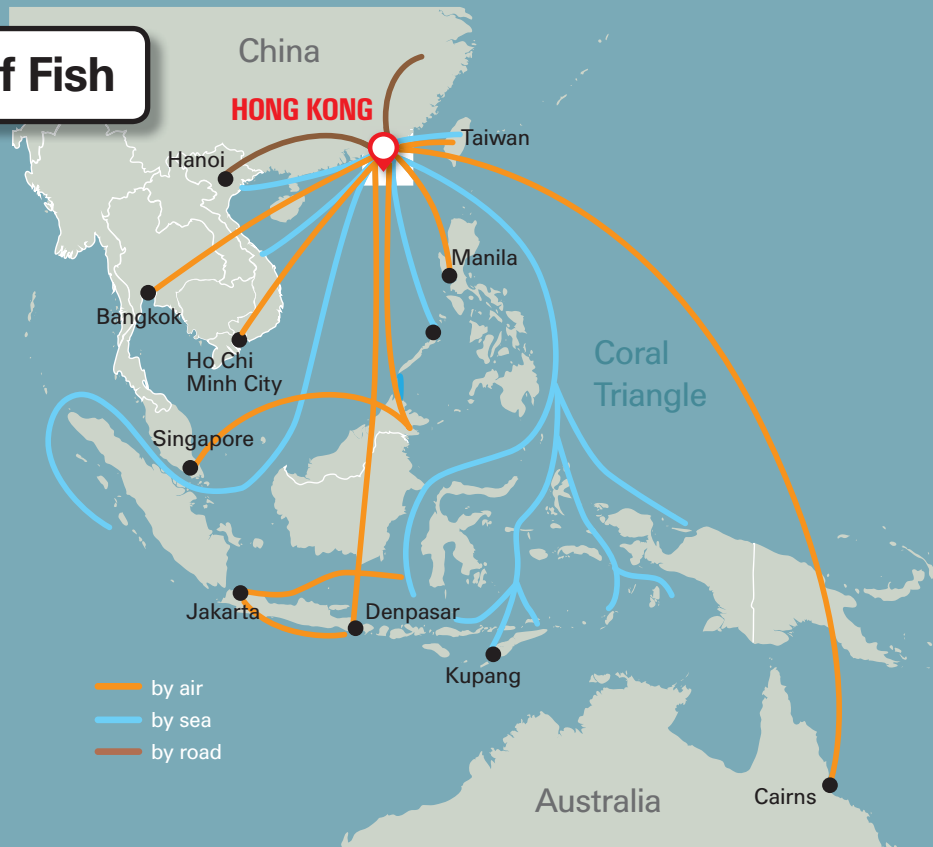 f Fish
China
HONG KONG
Taiwan
Hanoi
Manila
Bangkok
Ho Chi
Minh City
Coral
Triangle
Singapore
Jakarta
Denpasar
Kupang
by air
by sea
by road
Australia
Cairns